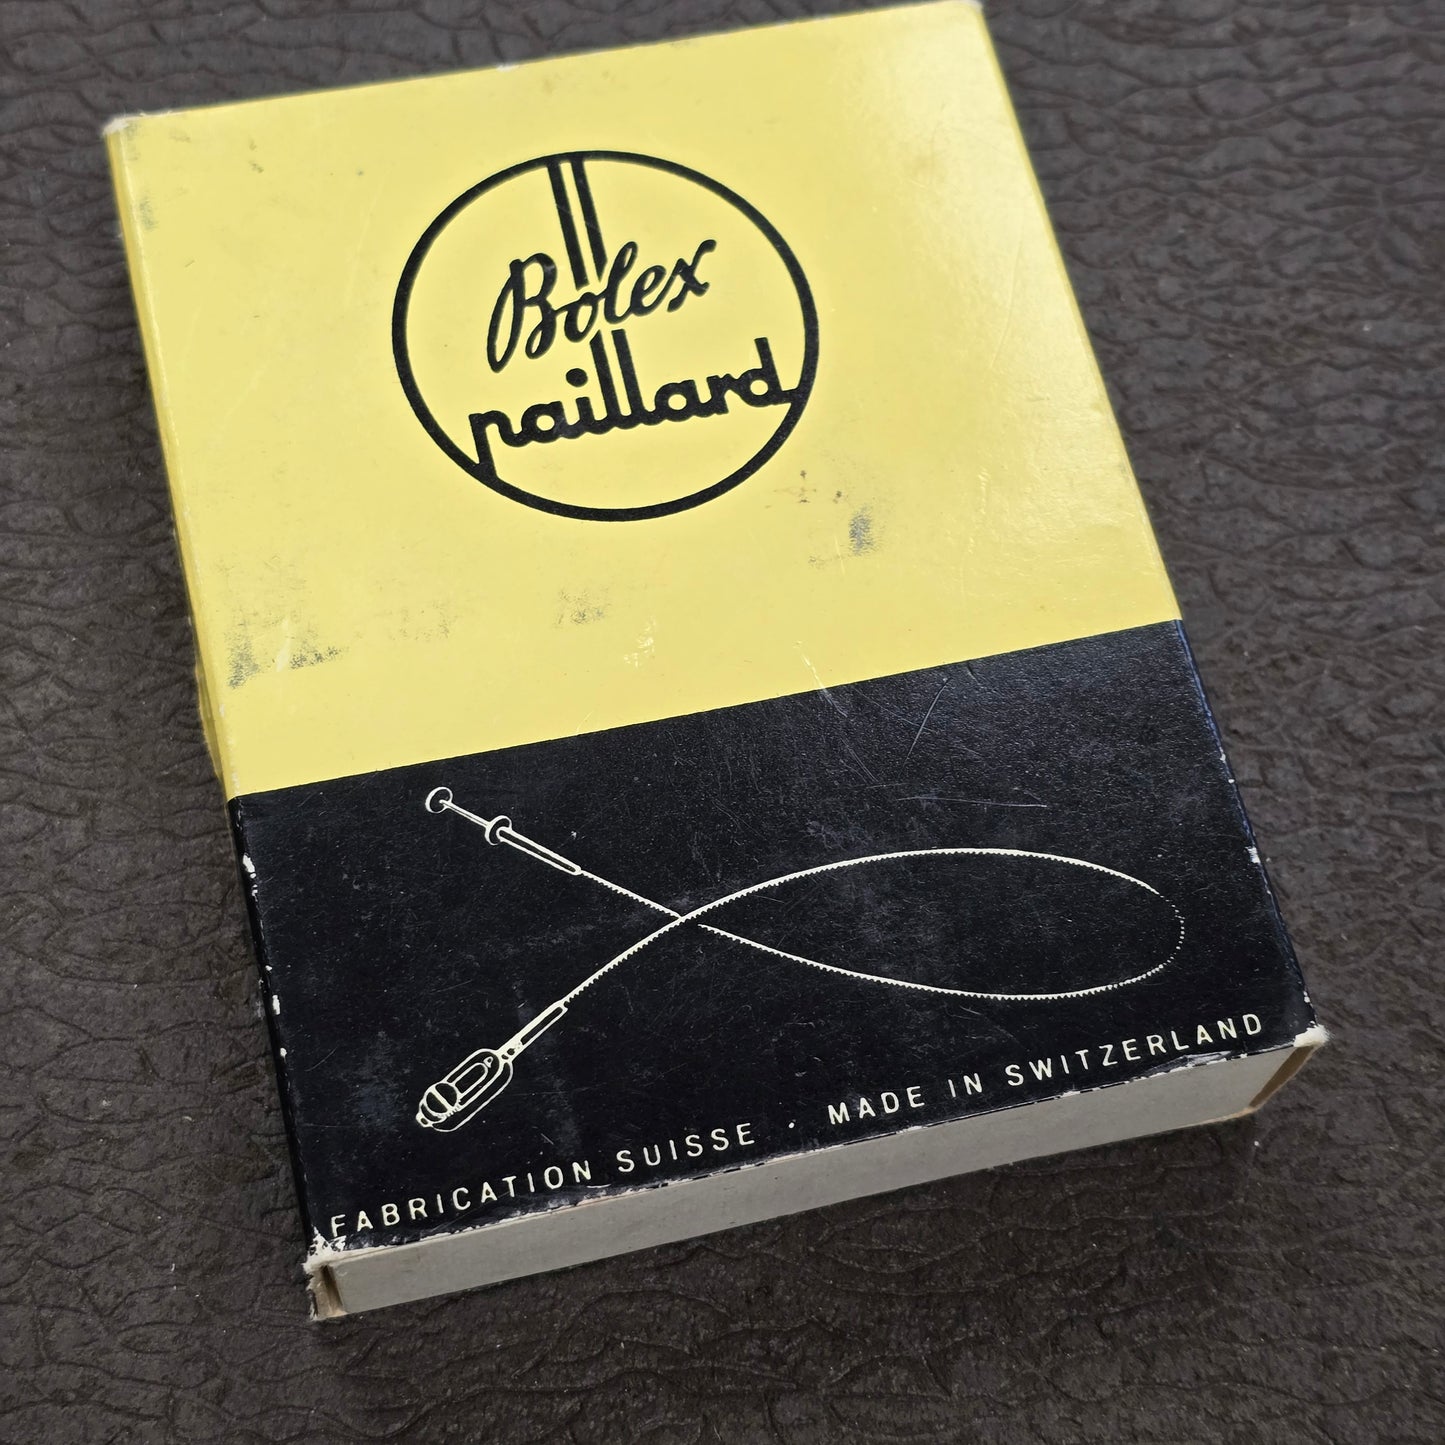 Bolex
paillard
FABRICATION SUISSE · MADE IN SWITZERLAND